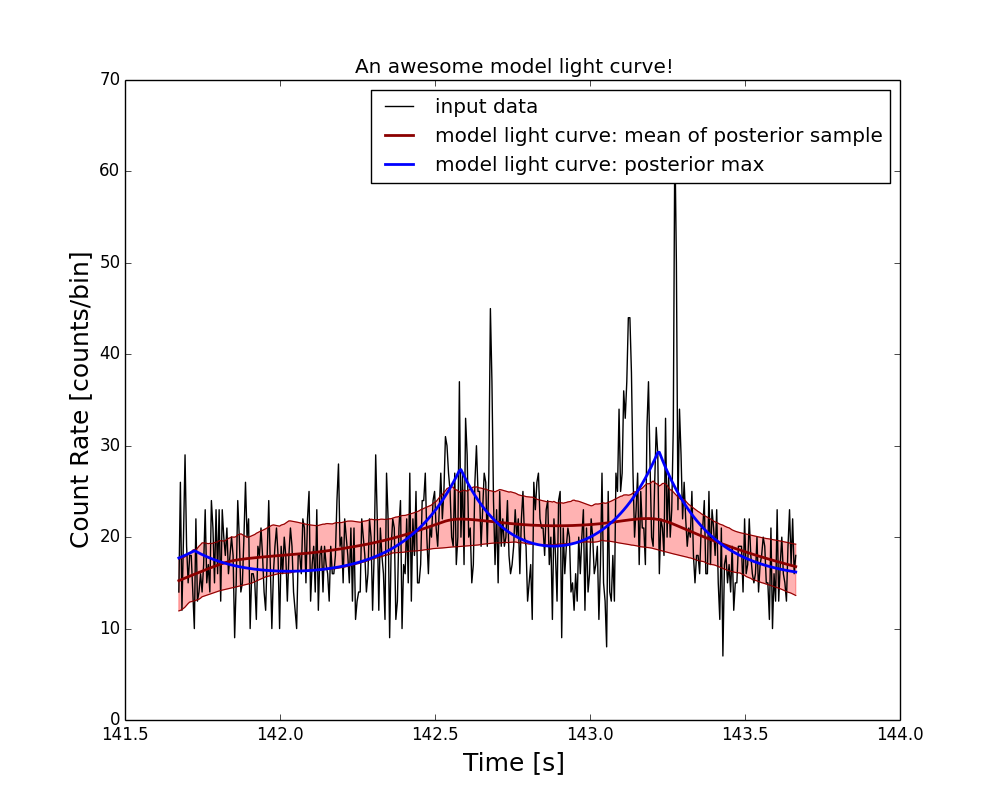 An awesome model light curve!
70
60
50
40
30
20
10
0
Count Rate [counts/bin]
input data
model light curve: mean of posterior sample
model light curve: posterior max
141.5 142.0 142.5 143.0 143.5 144.0
Time [s]